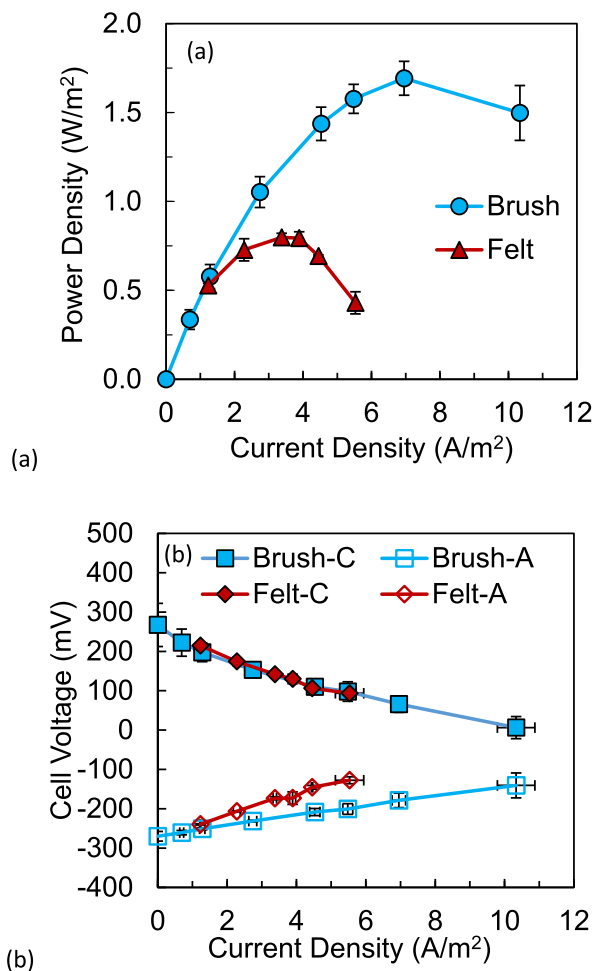 (a)
2.0
1.5
1.0
0.5
0.0
Power Density (W/m²)
Brush
Felt
0 2 4 6 8 10 12
Current Density (A/m²)
(a)
(b)
500
400
300
200
100
0
-100
-200
-300
-400
Cell Voltage (mV)
Brush-C Brush-A
Felt-C Felt-A
0 2 4 6 8 10 12
Current Density (A/m²)
(b)